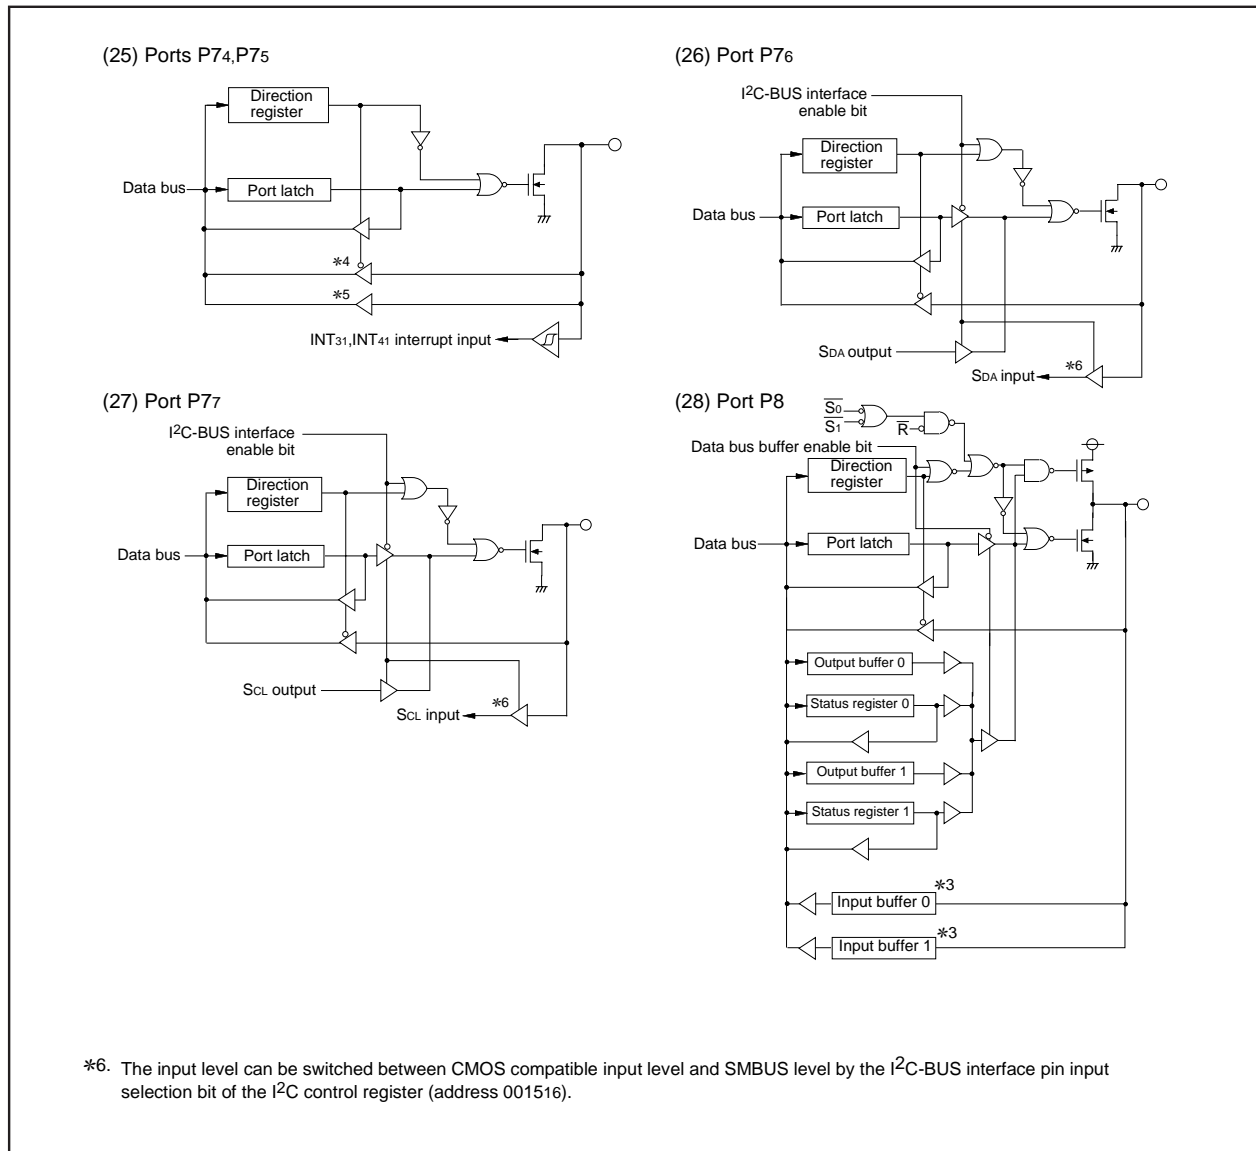 (25) Ports P74,P75
Direction
register
Data bus
Port latch
*4
*5
INT31,INT41 interrupt input
(26) Port P76
I2C-BUS interface
enable bit
Direction
register
Data bus
Port latch
SDA output
SDA input
*6
(27) Port P77
I2C-BUS interface
enable bit
Direction
register
Data bus
Port latch
SCL output
SCL input
*6
(28) Port P8
S0
S1
R
Data bus buffer enable bit
Direction
register
Data bus
Port latch
Output buffer 0
Status register 0
Output buffer 1
Status register 1
Input buffer 0
*3
Input buffer 1
*3
*6. The input level can be switched between CMOS compatible input level and SMBUS level by the I2C-BUS interface pin input
selection bit of the I2C control register (address 001516).